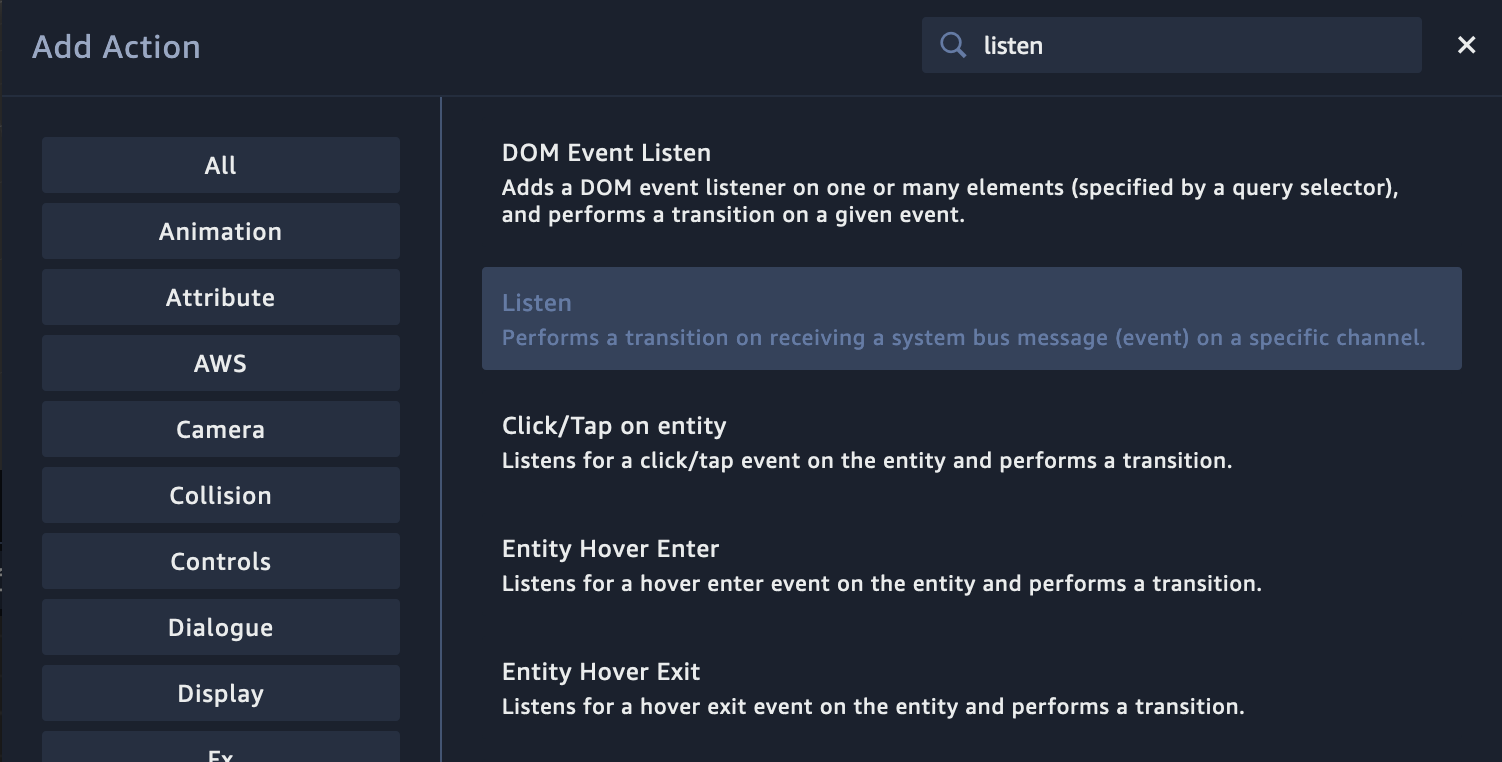 Add Action
listen
All
Animation
Attribute
AWS
Camera
Collision
Controls
Dialogue
Display
DOM Event Listen
Adds a DOM event listener on one or many elements (specified by a query selector),
and performs a transition on a given event.
Listen
Performs a transition on receiving a system bus message (event) on a specific channel.
Click/Tap on entity
Listens for a click/tap event on the entity and performs a transition.
Entity Hover Enter
Listens for a hover enter event on the entity and performs a transition.
Entity Hover Exit
Listens for a hover exit event on the entity and performs a transition.